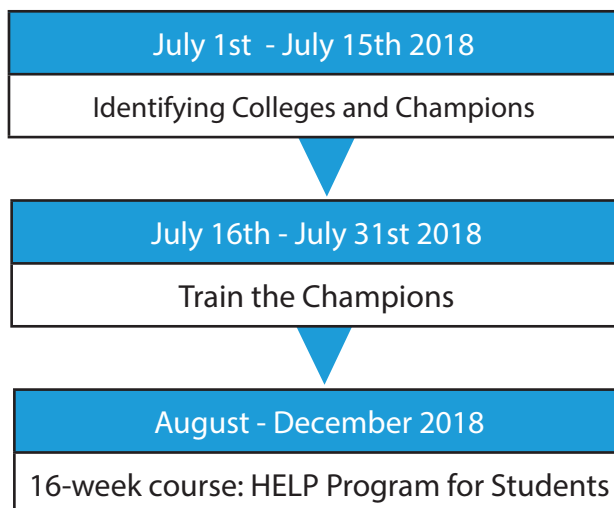 July 1st - July 15th 2018
Identifying Colleges and Champions
July 16th - July 31st 2018
Train the Champions
August - December 2018
16-week course: HELP Program for Students